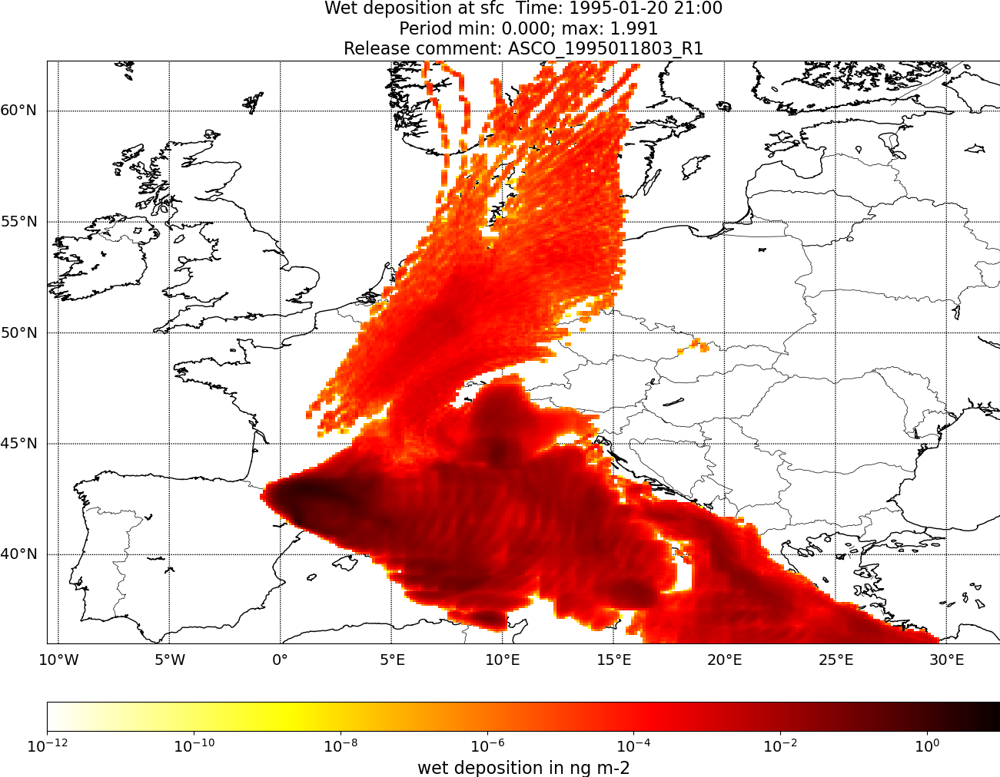 Wet deposition at sfc  Time: 1995-01-20 21:00
Period min: 0.000; max: 1.991
Release comment: ASCO_1995011803_R1
60°N
55°N
50°N
45°N
40°N
10°W 5°W 0° 5°E 10°E 15°E 20°E 25°E 30°E
10⁻¹² 10⁻¹⁰ 10⁻⁸ 10⁻⁶ 10⁻⁴ 10⁻² 10⁰
wet deposition in ng m-2